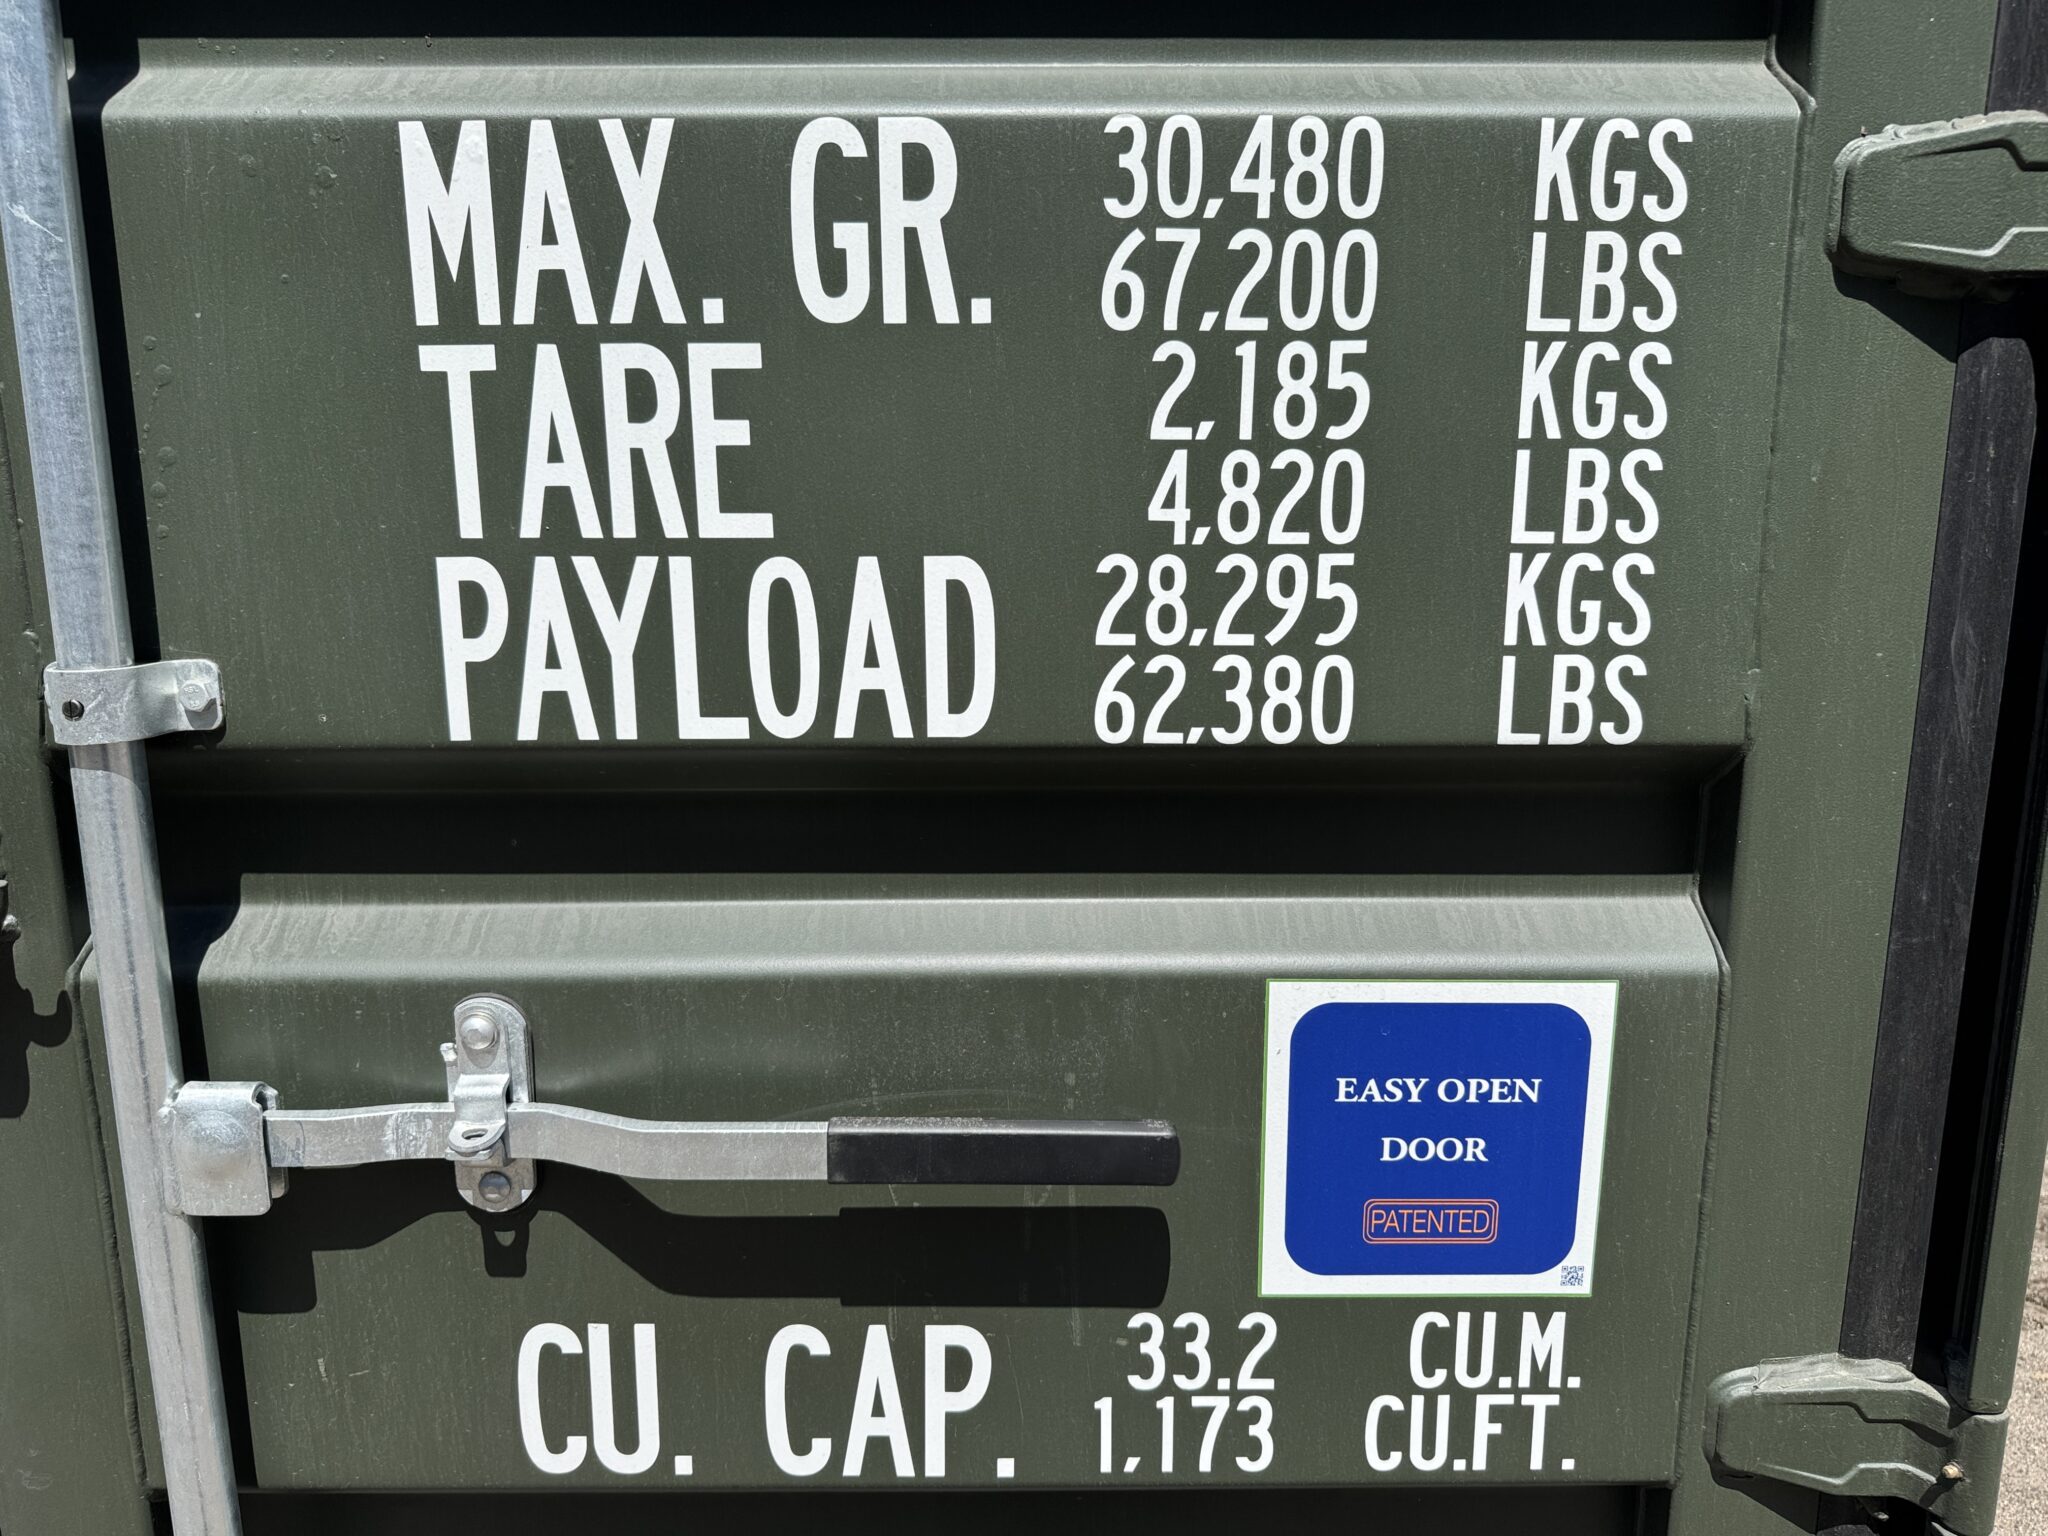 MAX. GR. 30,480 KGS
67,200 LBS
TARE 2,185 KGS
4,820 LBS
PAYLOAD 28,295 KGS
62,380 LBS
EASY OPEN
DOOR
PATENTED
CU. CAP. 33.2 CU.M.
1,173 CU.FT.